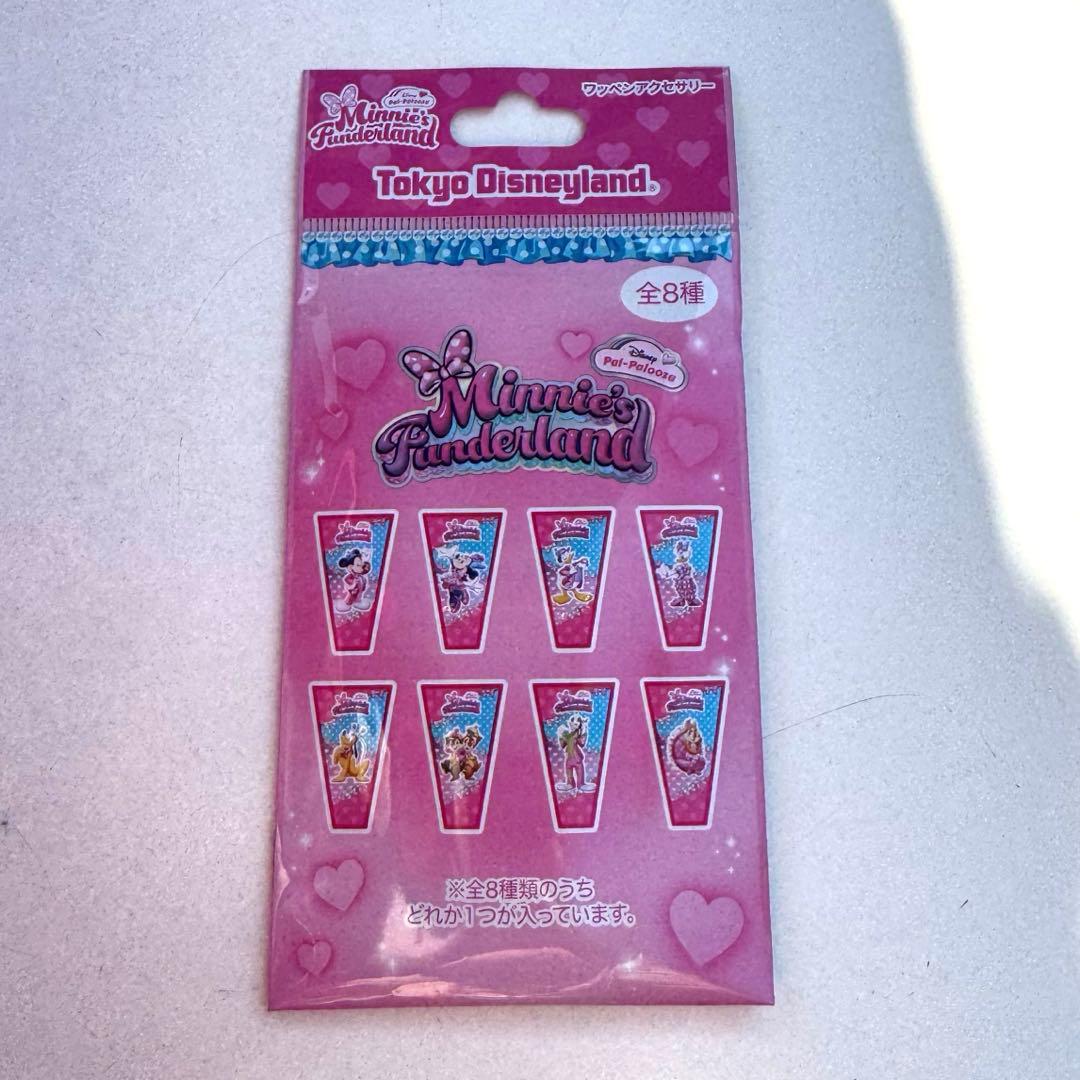 Disney
Pal-Palooza
Minnie's
Funderland
ワッペンアクセサリー
Tokyo Disneyland®
全8種
Disney
Pal-Palooza
Minnie's
Funderland
※全8種類のうち
どれか1つが入っています。